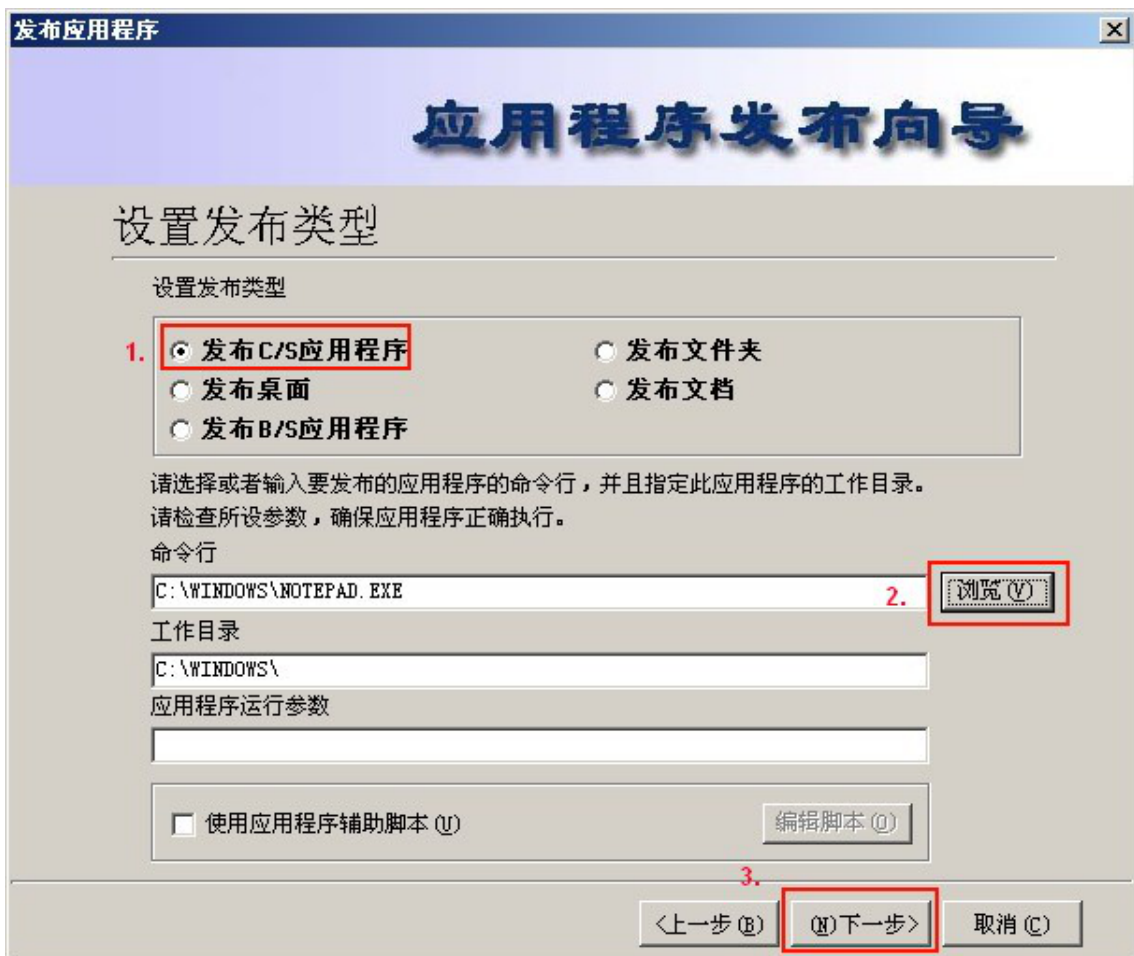 发布应用程序
应用程序发布向导
设置发布类型
设置发布类型
1. 发布C/S应用程序 发布文件夹
发布桌面 发布文档
发布B/S应用程序
请选择或者输入要发布的应用程序的命令行，并且指定此应用程序的工作目录。
请检查所设参数，确保应用程序正确执行。
命令行
C:\WINDOWS\NOTEPAD.EXE 2. 浏览(V)
工作目录
C:\WINDOWS\
应用程序运行参数
使用应用程序辅助脚本(U) 编辑脚本(O)
3.
<上一步(B) (N)下一步> 取消(C)